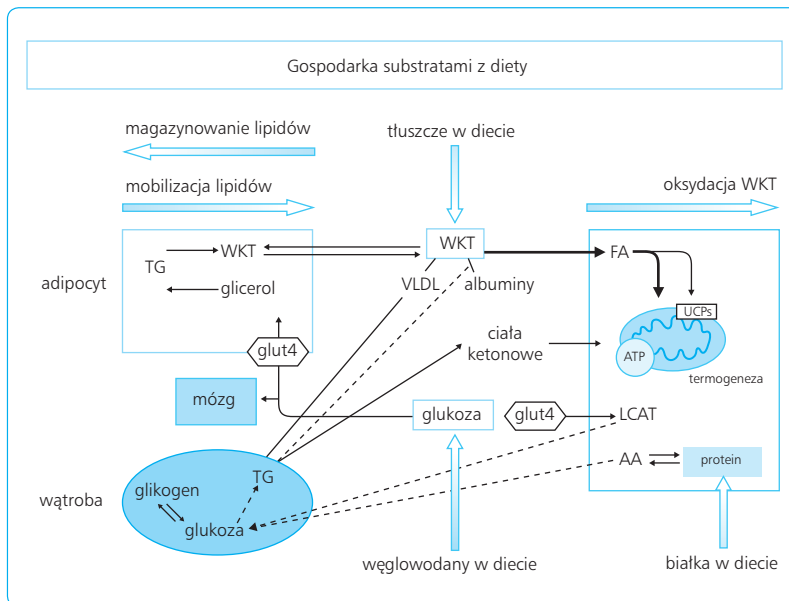 Gospodarka substratami z diety
magazynowanie lipidów
tłuszcze w diecie
mobilizacja lipidów
oksydacja WKT
adipocyt
TG
WKT
glicerol
WKT
VLDL
albuminy
FA
UCPs
ATP
termogeneza
glut4
ciała
ketonowe
mózg
glukoza
glut4
LCAT
AA
protein
wątroba
TG
glikogen
glukoza
węglowodany w diecie
białka w diecie